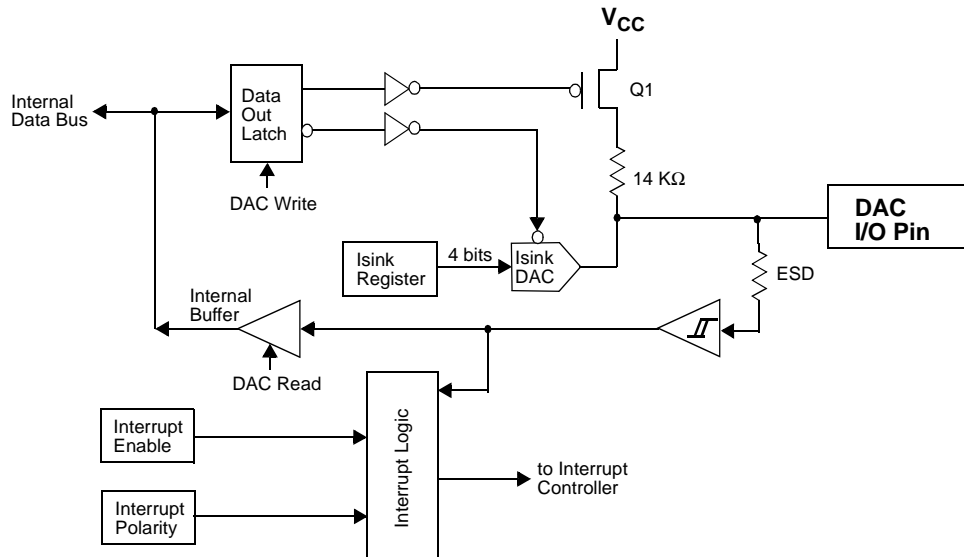 V_CC
Q1
14 KΩ
Internal
Data Bus
Data
Out
Latch
DAC Write
DAC
I/O Pin
Isink
Register
4 bits
Isink
DAC
ESD
Internal
Buffer
DAC Read
Interrupt
Enable
Interrupt
Polarity
Interrupt Logic
to Interrupt
Controller